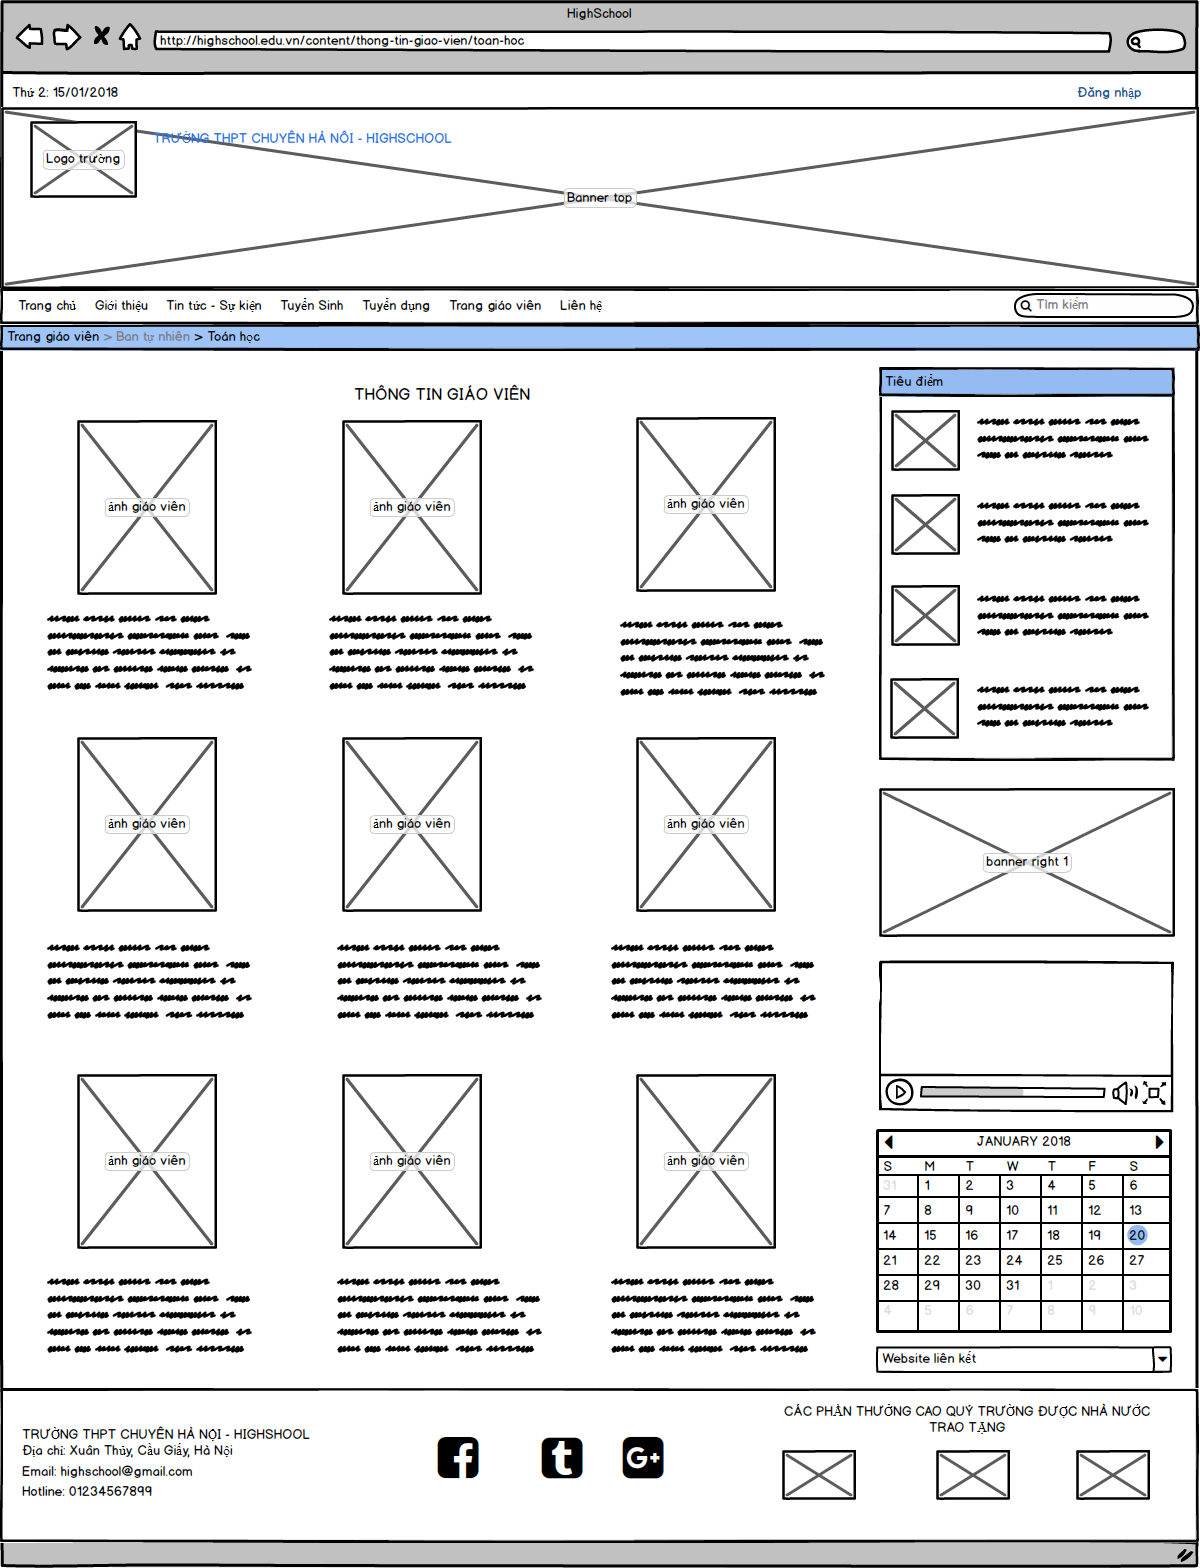 HighSchool
http://highschool.edu.vn/content/thong-tin-giao-vien/toan-hoc
Thứ 2: 15/01/2018
Đăng nhập
Logo trường
TRƯỜNG THPT CHUYÊN HÀ NÔI - HIGHSCHOOL
Banner top
Trang chủ Giới thiệu Tin tức - Sự kiện Tuyển Sinh Tuyển dụng Trang giáo viên Liên hệ
Tìm kiếm
Trang giáo viên > Ban tự nhiên > Toán học
THÔNG TIN GIÁO VIÊN
ảnh giáo viên ảnh giáo viên ảnh giáo viên
ảnh giáo viên ảnh giáo viên ảnh giáo viên
ảnh giáo viên ảnh giáo viên ảnh giáo viên
Tiêu điểm
banner right 1
JANUARY 2018
S M T W T F S
31 1 2 3 4 5 6
7 8 9 10 11 12 13
14 15 16 17 18 19 20
21 22 23 24 25 26 27
28 29 30 31 1 2 3
4 5 6 7 8 9 10
Website liên kết
TRƯỜNG THPT CHUYÊN HÀ NỘI - HIGHSHOOL
Địa chỉ: Xuân Thủy, Cầu Giấy, Hà Nội
Email: highschool@gmail.com
Hotline: 01234567899
f t G+
CÁC PHẦN THƯỞNG CAO QUÝ TRƯỜNG ĐƯỢC NHÀ NƯỚC
TRAO TẶNG